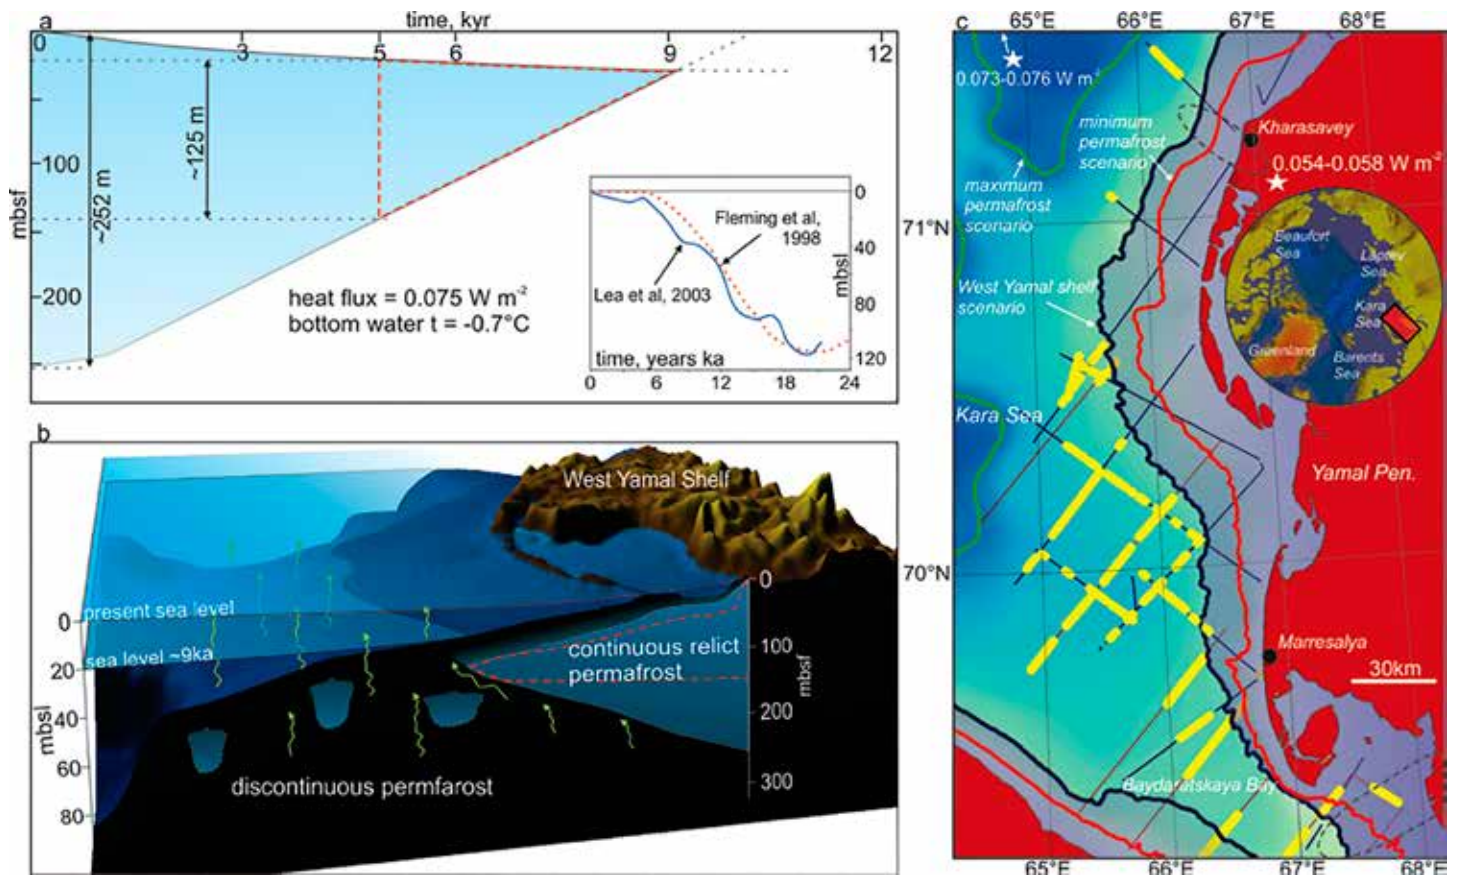 a
time, kyr
0
3
5
6
9
12
mbsf
100
200
~252 m
~125 m
heat flux = 0.075 W m⁻²
bottom water t = -0.7°C
Fleming et al,
1998
Lea et al, 2003
time, years ka
0
6
12
18
24
0
40
80
120
mbsl
b
West Yamal Shelf
present sea level
sea level ~9ka
continuous relict
permafrost
discontinuous permfarost
0
20
40
60
80
mbsl
0
100
200
300
mbsf
c
65°E
66°E
67°E
68°E
0.073-0.076 W m⁻²
minimum
permafrost
scenario
Kharasavey
0.054-0.058 W m⁻²
maximum
permafrost
scenario
71°N
West Yamal shelf
scenario
Beaufort
Sea
Laptev
Sea
Kara
Sea
Greenland
Barents
Sea
Kara Sea
Yamal Pen.
70°N
Marresalya
30km
Baydaratskaya Bay
65°E
66°E
67°E
68°E